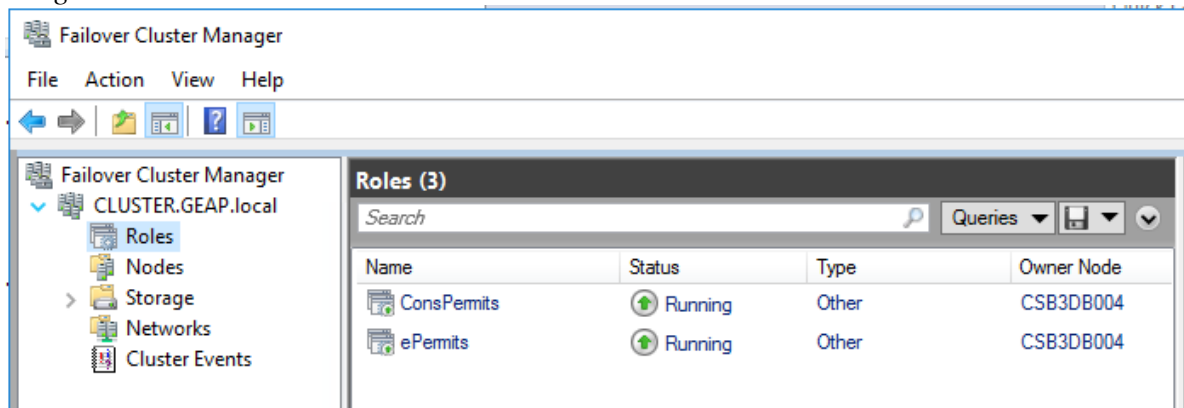 Failover Cluster Manager
File Action View Help
Failover Cluster Manager
CLUSTER.GEAP.local
Roles
Nodes
Storage
Networks
Cluster Events
Roles (3)
Search
Queries
Name Status Type Owner Node
ConsPermits Running Other CSB3DB004
ePermits Running Other CSB3DB004